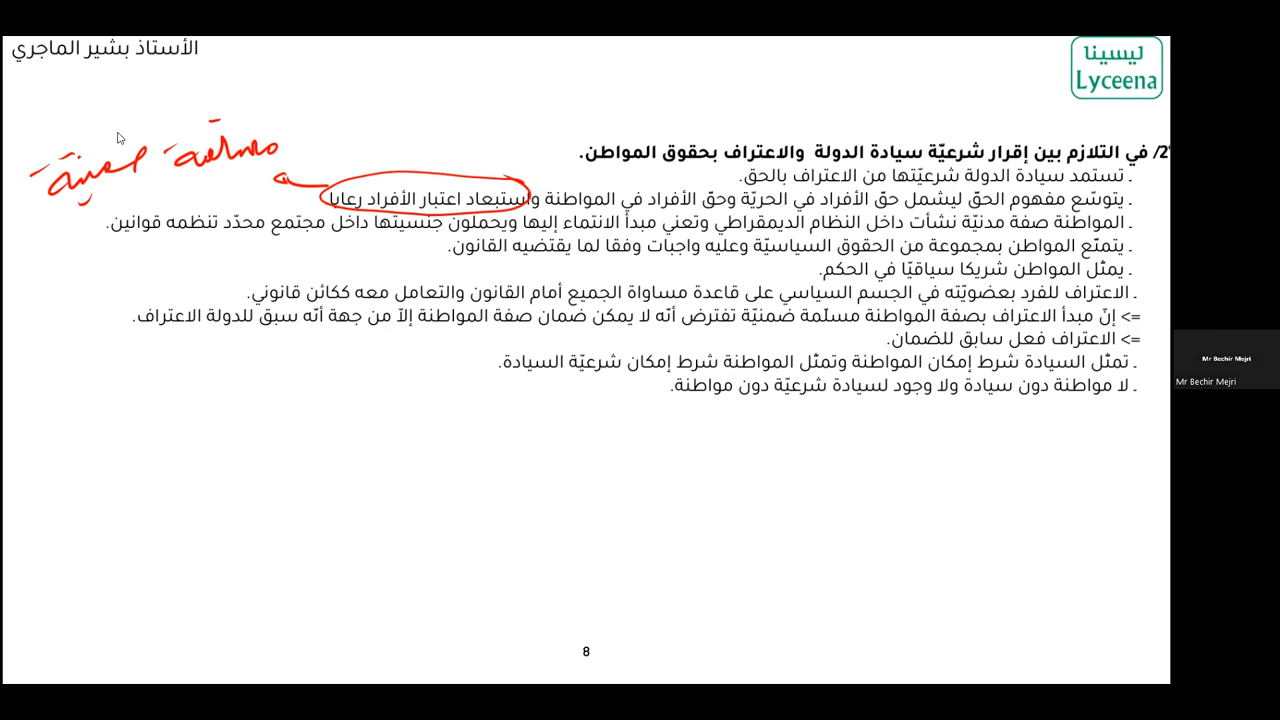 الأستاذ بشير الماجري
ليسينا
Lyceena
2/ في التلازم بين إقرار شرعيّة سيادة الدولة والاعتراف بحقوق المواطن.
ـ تستمد سيادة الدولة شرعيّتها من الاعتراف بالحق.
ـ يتوسّع مفهوم الحقّ ليشمل حقّ الأفراد في الحريّة وحقّ الأفراد في المواطنة واستبعاد اعتبار الأفراد رعايا
ـ المواطنة صفة مدنيّة نشأت داخل النظام الديمقراطي وتعني مبدأ الانتماء إليها ويحملون جنسيتها داخل مجتمع محدّد تنظمه قوانين.
ـ يتمتّع المواطن بمجموعة من الحقوق السياسيّة وعليه واجبات وفقا لما يقتضيه القانون.
ـ يمثّل المواطن شريكا سياقيّا في الحكم.
ـ الاعتراف للفرد بعضويّته في الجسم السياسي على قاعدة مساواة الجميع أمام القانون والتعامل معه ككائن قانوني.
=> إنّ مبدأ الاعتراف بصفة المواطنة مسلّمة ضمنيّة تفترض أنّه لا يمكن ضمان صفة المواطنة إلاّ من جهة أنّه سبق للدولة الاعتراف.
=> الاعتراف فعل سابق للضمان.
ـ تمثّل السيادة شرط إمكان المواطنة وتمثّل المواطنة شرط إمكان شرعيّة السيادة.
ـ لا مواطنة دون سيادة ولا وجود لسيادة شرعيّة دون مواطنة.
8
Mr Bechir Mejri
Mr Bechir Mejri